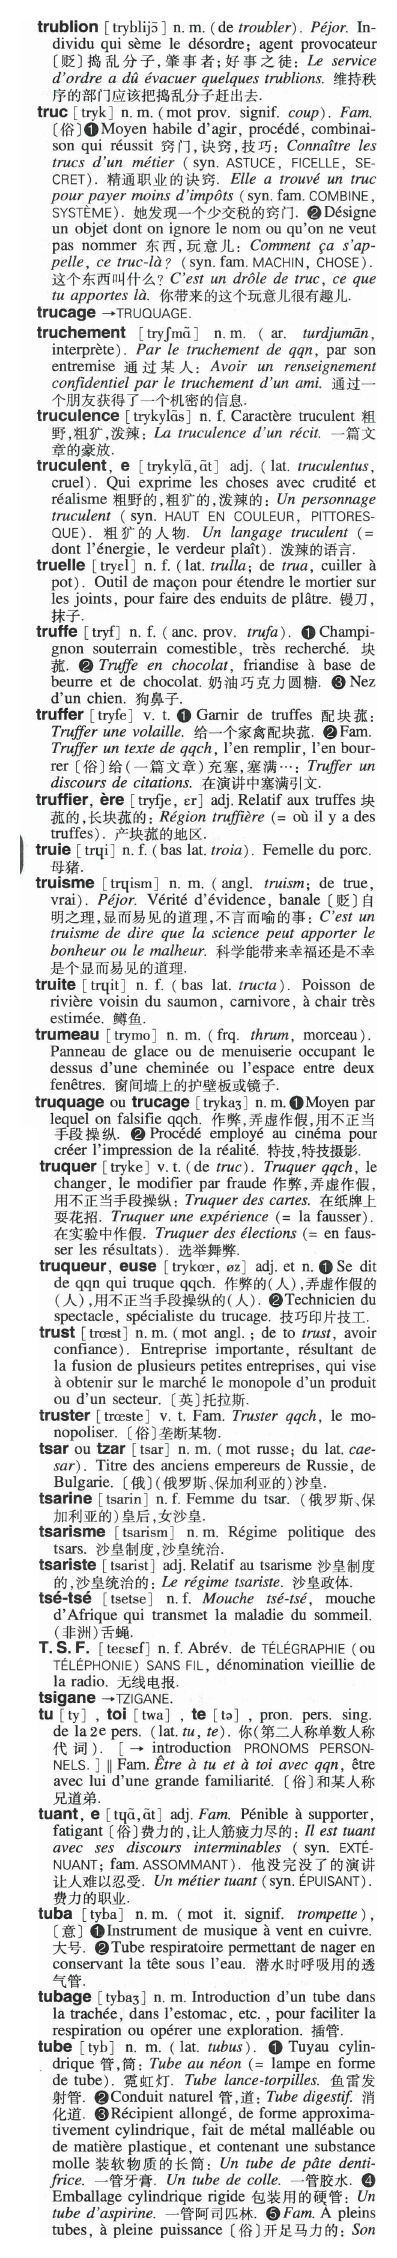 trublion [tryblijɔ̃] n. m. (de troubler). Péjor. In-
dividu qui sème le désordre; agent provocateur
〔贬〕捣乱分子,肇事者;好事之徒: Le service
d'ordre a dû évacuer quelques trublions. 维持秩
序的部门应该把捣乱分子赶出去.
truc [tryk] n. m. (mot prov. signif. coup). Fam.
〔俗〕❶Moyen habile d'agir, procédé, combinai-
son qui réussit 窍门,诀窍,技巧: Connaître les
trucs d'un métier (syn. ASTUCE, FICELLE, SE-
CRET). 精通职业的诀窍. Elle a trouvé un truc
pour payer moins d'impôts (syn. fam. COMBINE,
SYSTÈME). 她发现一个少交税的窍门. ❷Désigne
un objet dont on ignore le nom ou qu'on ne veut
pas nommer 东西,玩意儿: Comment ça s'ap-
pelle, ce truc-là? (syn. fam. MACHIN, CHOSE).
这个东西叫什么? C'est un drôle de truc, ce que
tu apportes là. 你带来的这个玩意儿很有趣儿.
trucage →TRUQUAGE.
truchement [tryʃmɑ̃] n. m. (ar. turdjumān,
interprète). Par le truchement de qqn, par son
entremise 通过某人: Avoir un renseignement
confidentiel par le truchement d'un ami. 通过一
个朋友获得了一个机密的信息.
truculence [trykylɑ̃s] n. f. Caractère truculent 粗
野,粗犷,泼辣: La truculence d'un récit. 一篇文
章的豪放.
truculent, e [trykylɑ̃, ɑ̃t] adj. (lat. truculentus,
cruel). Qui exprime les choses avec crudité et
réalisme 粗野的,粗犷的,泼辣的: Un personnage
truculent (syn. HAUT EN COULEUR, PITTORES-
QUE). 粗犷的人物. Un langage truculent (=
dont l'énergie, le verdeur plaît). 泼辣的语言.
truelle [tryɛl] n. f. (lat. trulla; de trua, cuiller à
pot). Outil de maçon pour étendre le mortier sur
les joints, pour faire des enduits de plâtre. 镘刀,
抹子.
truffe [tryf] n. f. (anc. prov. trufa). ❶Champi-
gnon souterrain comestible, très recherché. 块
菰. ❷ Truffe en chocolat, friandise à base de
beurre et de chocolat. 奶油巧克力圆糖. ❸ Nez
d'un chien. 狗鼻子.
truffer [tryfe] v. t. ❶ Garnir de truffes 配块菰:
Truffer une volaille. 给一个家禽配块菰. ❷Fam.
Truffer un texte de qqch, l'en remplir, l'en bour-
rer〔俗〕给(一篇文章)充塞,塞满…: Truffer un
discours de citations. 在演讲中塞满引文.
truffier, ère [tryfje, ɛr] adj. Relatif aux truffes 块
菰的,长块菰的: Région truffière (= où il y a des
truffes). 产块菰的地区.
truie [trɥi] n. f. (bas lat. troia). Femelle du porc.
母猪.
truisme [trɥism] n. m. (angl. truism; de true,
vrai). Péjor. Vérité d'évidence, banale〔贬〕自
明之理,显而易见的道理,不言而喻的事: C'est un
truisme de dire que la science peut apporter le
bonheur ou le malheur. 科学能带来幸福还是不幸
是个显而易见的道理.
truite [trɥit] n. f. (bas lat. tructa). Poisson de
rivière voisin du saumon, carnivore, à chair très
estimée. 鳟鱼.
trumeau [trymo] n. m. (frq. thrum, morceau).
Panneau de glace ou de menuiserie occupant le
dessus d'une cheminée ou l'espace entre deux
fenêtres. 窗间墙上的护壁板或镜子.
truquage ou trucage [trykaʒ] n. m.❶Moyen par
lequel on falsifie qqch. 作弊,弄虚作假,用不正当
手段操纵. ❷ Procédé employé au cinéma pour
créer l'impression de la réalité. 特技,特技摄影.
truquer [tryke] v. t. (de truc). Truquer qqch, le
changer, le modifier par fraude 作弊,弄虚作假,
用不正当手段操纵: Truquer des cartes. 在纸牌上
耍花招. Truquer une expérience (= la fausser).
在实验中作假. Truquer des élections (= en faus-
ser les résultats). 选举舞弊.
truqueur, euse [trykœr, øz] adj. et n. ❶Se dit
de qqn qui truque qqch. 作弊的(人),弄虚作假的
(人),用不正当手段操纵的(人). ❷Technicien du
spectacle, spécialiste du trucage. 技巧印片技工.
trust [trœst] n. m. (mot angl.; de to trust, avoir
confiance). Entreprise importante, résultant de
la fusion de plusieurs petites entreprises, qui vise
à obtenir sur le marché le monopole d'un produit
ou d'un secteur.〔英〕托拉斯.
truster [trœste] v. t. Fam. Truster qqch, le mo-
nopoliser.〔俗〕垄断某物.
tsar ou tzar [tsar] n. m. (mot russe; du lat. cae-
sar). Titre des anciens empereurs de Russie, de
Bulgarie.〔俄〕(俄罗斯、保加利亚的)沙皇.
tsarine [tsarin] n. f. Femme du tsar. (俄罗斯、保
加利亚的)皇后,女沙皇.
tsarisme [tsarism] n. m. Régime politique des
tsars. 沙皇制度,沙皇统治.
tsariste [tsarist] adj. Relatif au tsarisme 沙皇制度
的,沙皇统治的: Le régime tsariste. 沙皇政体.
tsé-tsé [tsetse] n. f. Mouche tsé-tsé, mouche
d'Afrique qui transmet la maladie du sommeil.
(非洲)舌蝇.
T. S. F. [teɛsɛf] n. f. Abrév. de TÉLÉGRAPHIE (ou
TÉLÉPHONIE) SANS FIL, dénomination vieillie de
la radio. 无线电报.
tsigane →TZIGANE.
tu [ty], toi [twa], te [tə], pron. pers. sing.
de la 2e pers. (lat. tu, te). 你(第二人称单数人称
代词). [→ introduction PRONOMS PERSON-
NELS.] ‖ Fam. Être à tu et à toi avec qqn, être
avec lui d'une grande familiarité.〔俗〕和某人称
兄道弟.
tuant, e [tɥɑ̃, ɑ̃t] adj. Fam. Pénible à supporter,
fatigant〔俗〕费力的,让人筋疲力尽的: Il est tuant
avec ses discours interminables (syn. EXTÉ-
NUANT; fam. ASSOMMANT). 他没完没了的演讲
让人难以忍受. Un métier tuant (syn. ÉPUISANT).
费力的职业.
tuba [tyba] n. m. (mot it. signif. trompette),
〔意〕❶Instrument de musique à vent en cuivre.
大号. ❷Tube respiratoire permettant de nager en
conservant la tête sous l'eau. 潜水时呼吸用的透
气管.
tubage [tybaʒ] n. m. Introduction d'un tube dans
la trachée, dans l'estomac, etc., pour faciliter la
respiration ou opérer une exploration. 插管.
tube [tyb] n. m. (lat. tubus). ❶ Tuyau cylin-
drique 管,筒: Tube au néon (= lampe en forme
de tube). 霓虹灯. Tube lance-torpilles. 鱼雷发
射管. ❷Conduit naturel 管,道: Tube digestif. 消
化道. ❸Récipient allongé, de forme approxima-
tivement cylindrique, fait de métal malléable ou
de matière plastique, et contenant une substance
molle 装软物质的长筒: Un tube de pâte denti-
frice. 一管牙膏. Un tube de colle. 一管胶水. ❹
Emballage cylindrique rigide 包装用的硬管: Un
tube d'aspirine. 一管阿司匹林. ❺Fam. À pleins
tubes, à pleine puissance〔俗〕开足马力的: Son